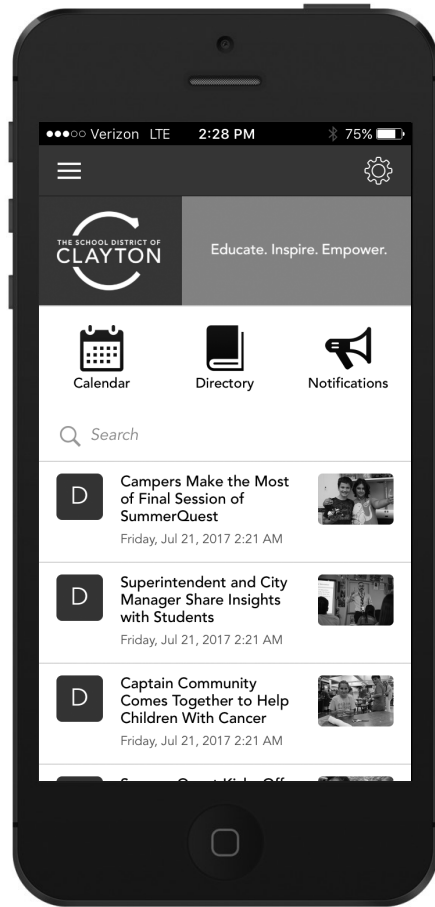 Verizon LTE 2:28 PM 75%
THE SCHOOL DISTRICT OF
CLAYTON
Educate. Inspire. Empower.
Calendar Directory Notifications
Search
D
Campers Make the Most
of Final Session of
SummerQuest
Friday, Jul 21, 2017 2:21 AM
D
Superintendent and City
Manager Share Insights
with Students
Friday, Jul 21, 2017 2:21 AM
D
Captain Community
Comes Together to Help
Children With Cancer
Friday, Jul 21, 2017 2:21 AM